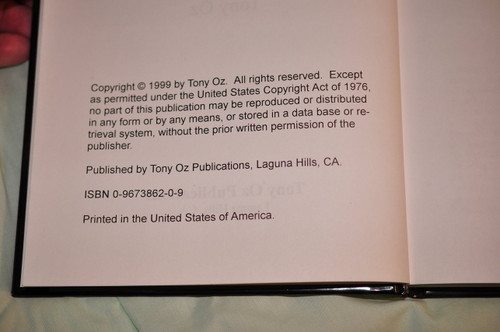 Copyright © 1999 by Tony Oz. All rights reserved. Except
as permitted under the United States Copyright Act of 1976,
no part of this publication may be reproduced or distributed
in any form or by any means, or stored in a data base or re-
trieval system, without the prior written permission of the
publisher.
Published by Tony Oz Publications, Laguna Hills, CA.
ISBN 0-9673862-0-9
Printed in the United States of America.